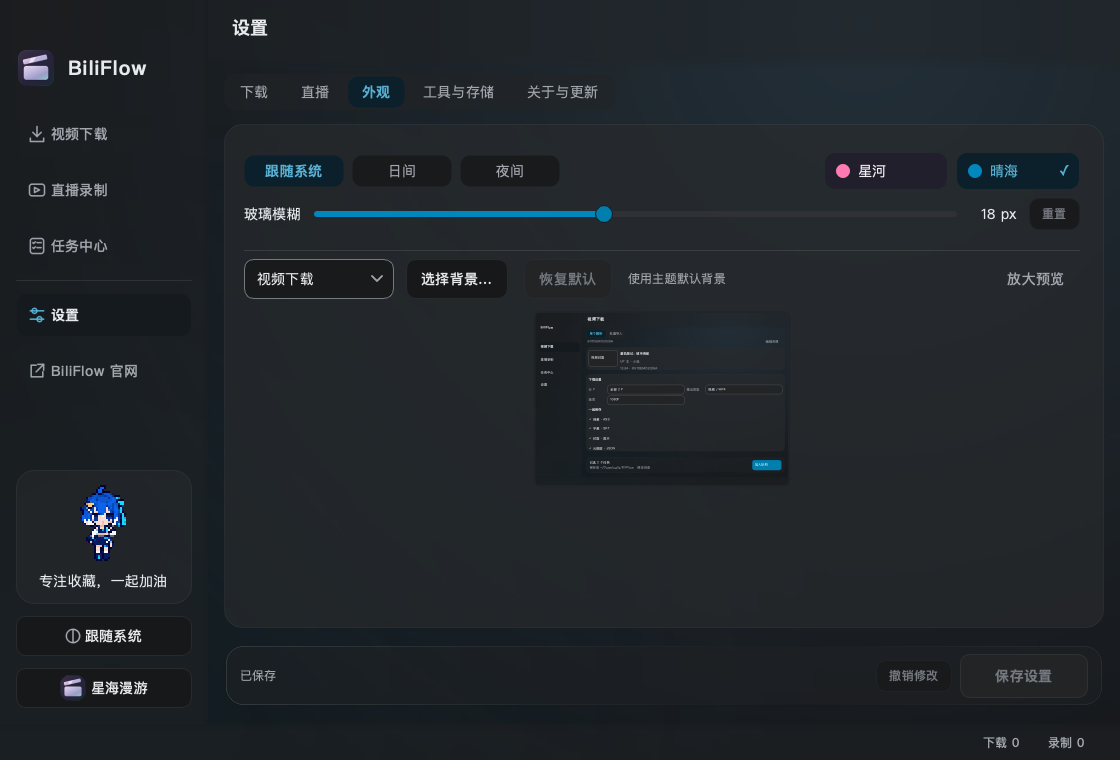 设置
BiliFlow
视频下载
直播录制
任务中心
设置
BiliFlow 官网
专注收藏，一起加油
跟随系统
星海漫游
下载 直播 外观 工具与存储 关于与更新
跟随系统 日间 夜间 星河 晴海 ✓
玻璃模糊 18 px 重置
视频下载 选择背景... 恢复默认 使用主题默认背景 放大预览
BiliFlow
视频下载
已保存 撤销修改 保存设置
下载 0 录制 0